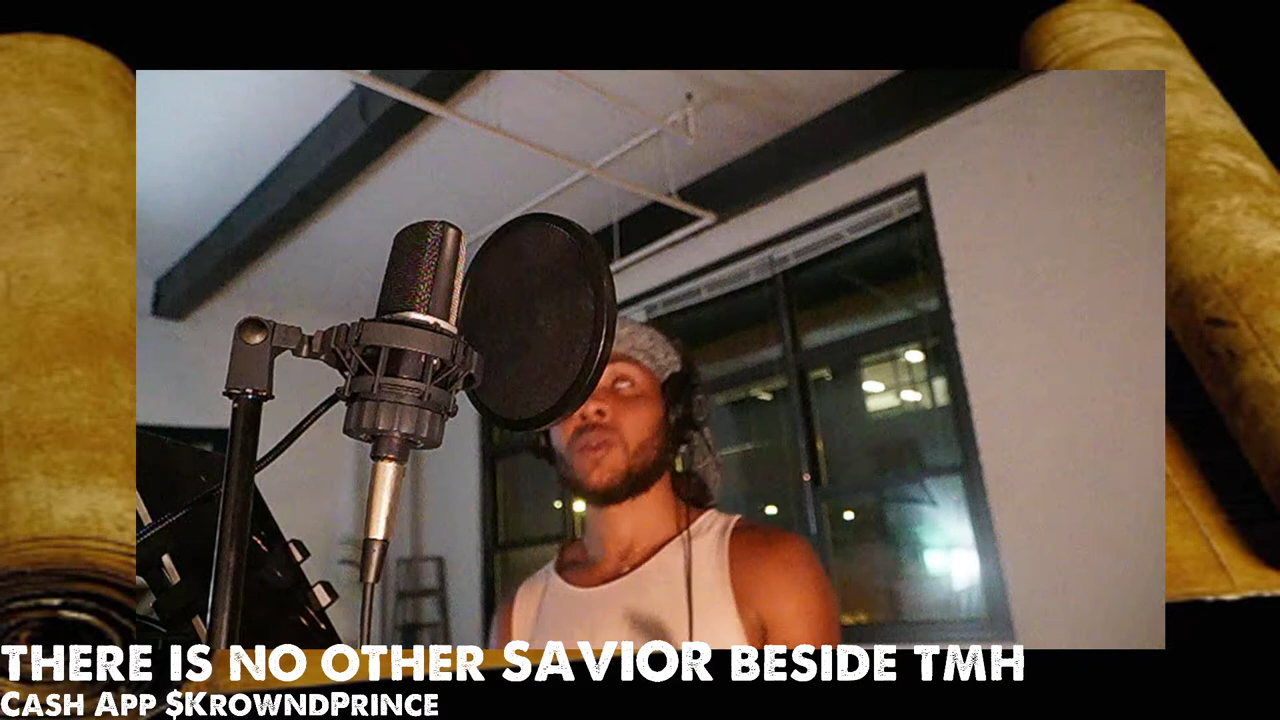 THERE IS NO OTHER SAVIOR BESIDE TMH
CASH APP $KROWNDPRINCE